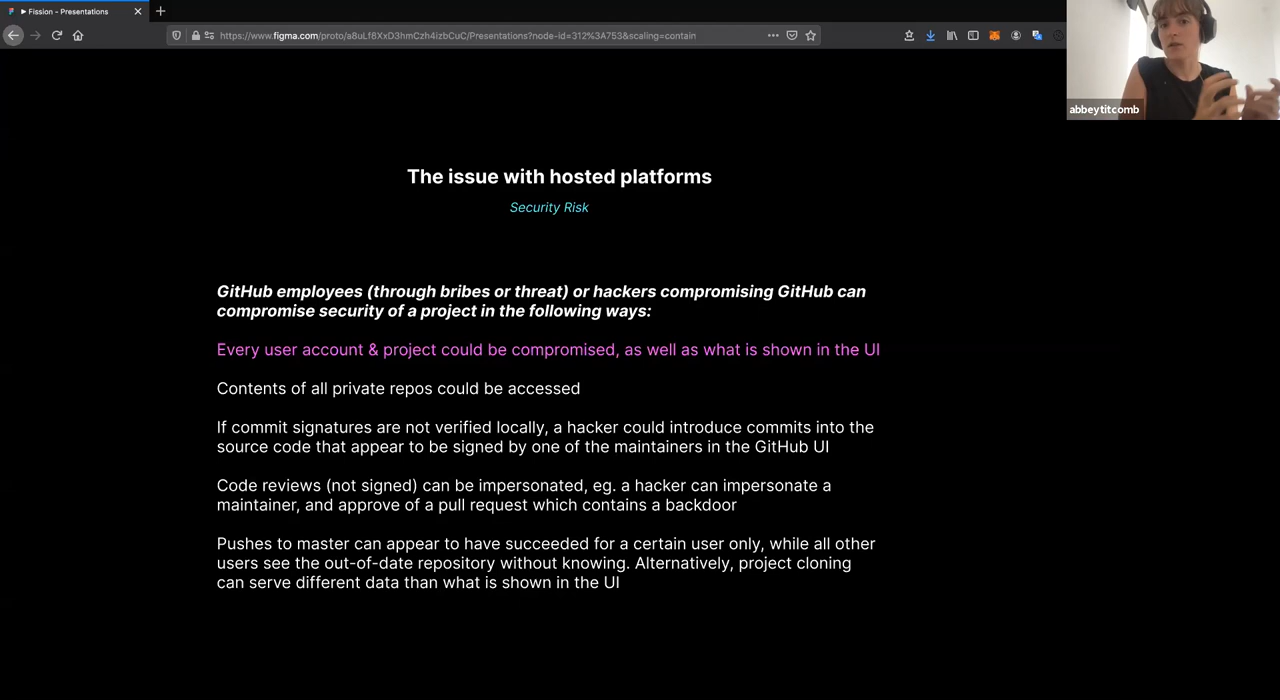 Fission – Presentations
https://www.figma.com/proto/a8uLf8XxD3hmCzh4izbCuC/Presentations?node-id=312%3A753&scaling=contain
abbeytitcomb
The issue with hosted platforms
Security Risk
GitHub employees (through bribes or threat) or hackers compromising GitHub can
compromise security of a project in the following ways:
Every user account & project could be compromised, as well as what is shown in the UI
Contents of all private repos could be accessed
If commit signatures are not verified locally, a hacker could introduce commits into the
source code that appear to be signed by one of the maintainers in the GitHub UI
Code reviews (not signed) can be impersonated, eg. a hacker can impersonate a
maintainer, and approve of a pull request which contains a backdoor
Pushes to master can appear to have succeeded for a certain user only, while all other
users see the out-of-date repository without knowing. Alternatively, project cloning
can serve different data than what is shown in the UI